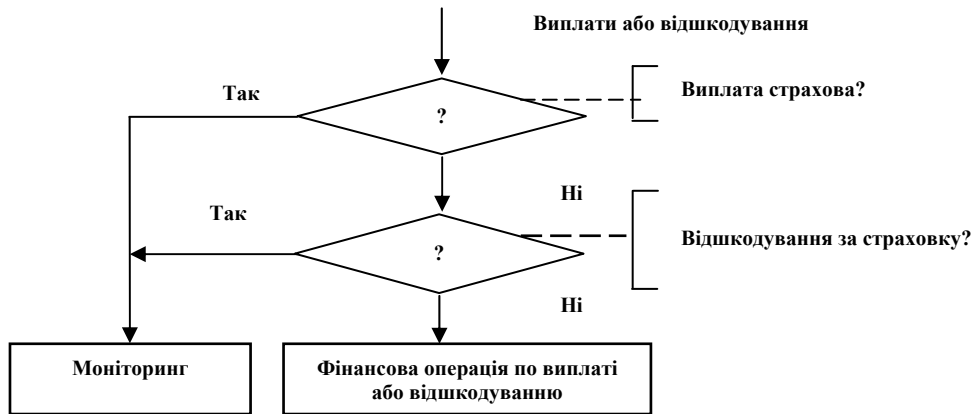 Виплати або відшкодування
Так
Виплата страхова?
?
Ні
Так
Відшкодування за страховку?
?
Ні
Моніторинг
Фінансова операція по виплаті
або відшкодуванню